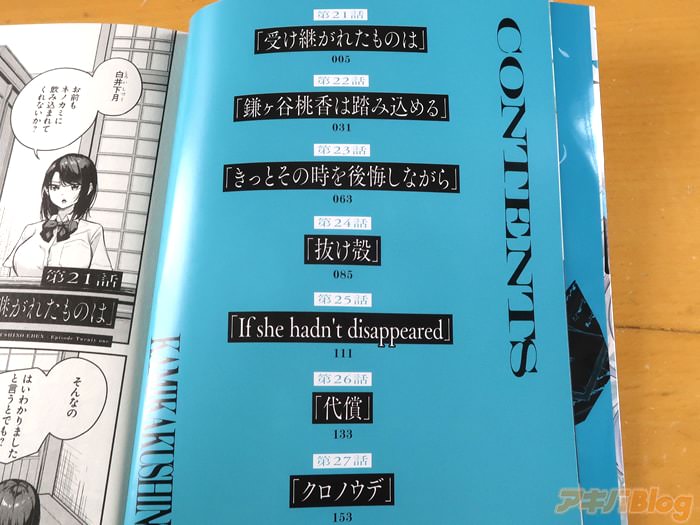 CONTENTS
第21話
「受け継がれたものは」
005
第22話
「鎌ヶ谷桃香は踏み込める」
031
第23話
「きっとその時を後悔しながら」
063
第24話
「抜け殻」
085
第25話
「If she hadn't disappeared」
111
第26話
「代償」
133
第27話
「クロノウデ」
153
KAMIKAKUSHIN
白井下月
お前も
ネノカミに
飲み込まれて
くれないか?
第21話
継がれたものは」
USHINO EDEN Episode Twenty one
そんなの
はいわかりました
と言うとでも?
アキバBlog